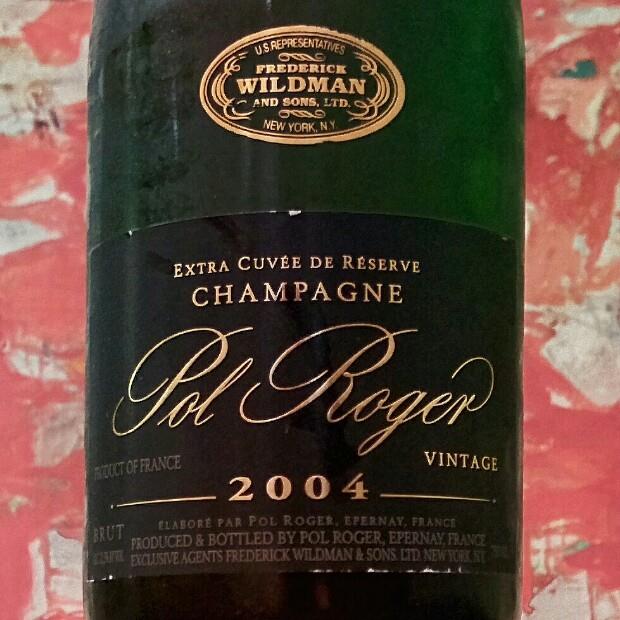 U.S. REPRESENTATIVES
FREDERICK
WILDMAN
AND SONS, LTD.
NEW YORK, N.Y.
EXTRA CUVÉE DE RÉSERVE
CHAMPAGNE
Pol Roger
PRODUCT OF FRANCE
VINTAGE
2004
ÉLABORÉ PAR POL ROGER, EPERNAY, FRANCE
BRUT
PRODUCED & BOTTLED BY POL ROGER, EPERNAY, FRANCE
EXCLUSIVE AGENTS FREDERICK WILDMAN & SONS. LTD. NEW YORK. N.Y.